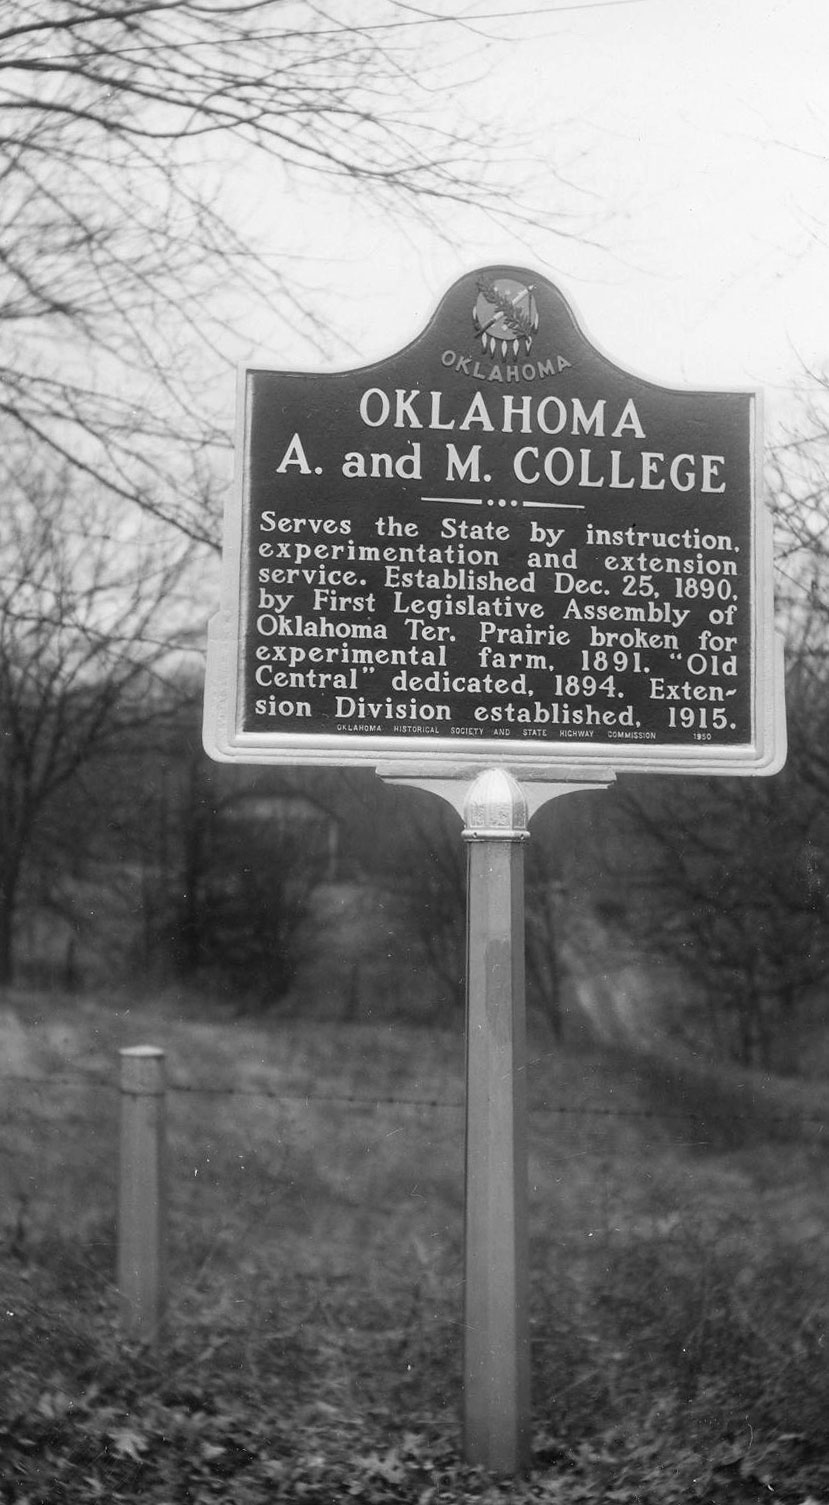 OKLAHOMA
OKLAHOMA
A. and M. COLLEGE
Serves the State by instruction,
experimentation and extension
service. Established Dec. 25, 1890,
by First Legislative Assembly of
Oklahoma Ter. Prairie broken for
experimental farm, 1891. "Old
Central" dedicated, 1894. Exten-
sion Division established, 1915.
OKLAHOMA HISTORICAL SOCIETY AND STATE HIGHWAY COMMISSION 1950